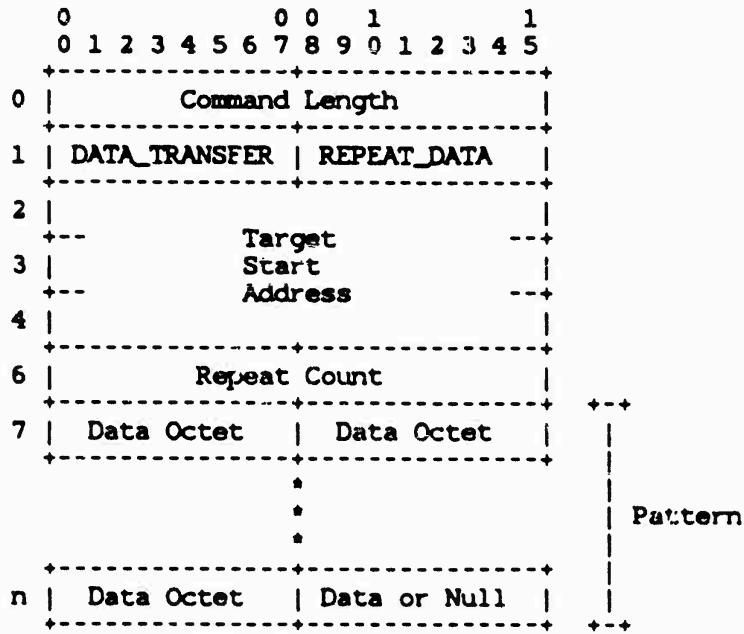 0 0 0 1 1
0 1 2 3 4 5 6 7 8 9 0 1 2 3 4 5
0 | Command Length |
1 | DATA_TRANSFER | REPEAT_DATA |
2 | |
+-- Target --+
3 | Start |
+-- Address --+
4 | |
6 | Repeat Count |
7 | Data Octet | Data Octet |
*
*
*
Pattern
n | Data Octet | Data or Null |